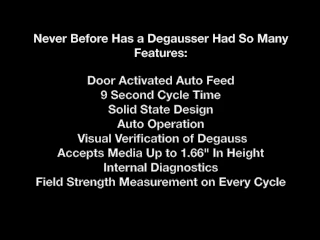 Never Before Has a Degausser Had So Many
Features:
Door Activated Auto Feed
9 Second Cycle Time
Solid State Design
Auto Operation
Visual Verification of Degauss
Accepts Media Up to 1.66" In Height
Internal Diagnostics
Field Strength Measurement on Every Cycle